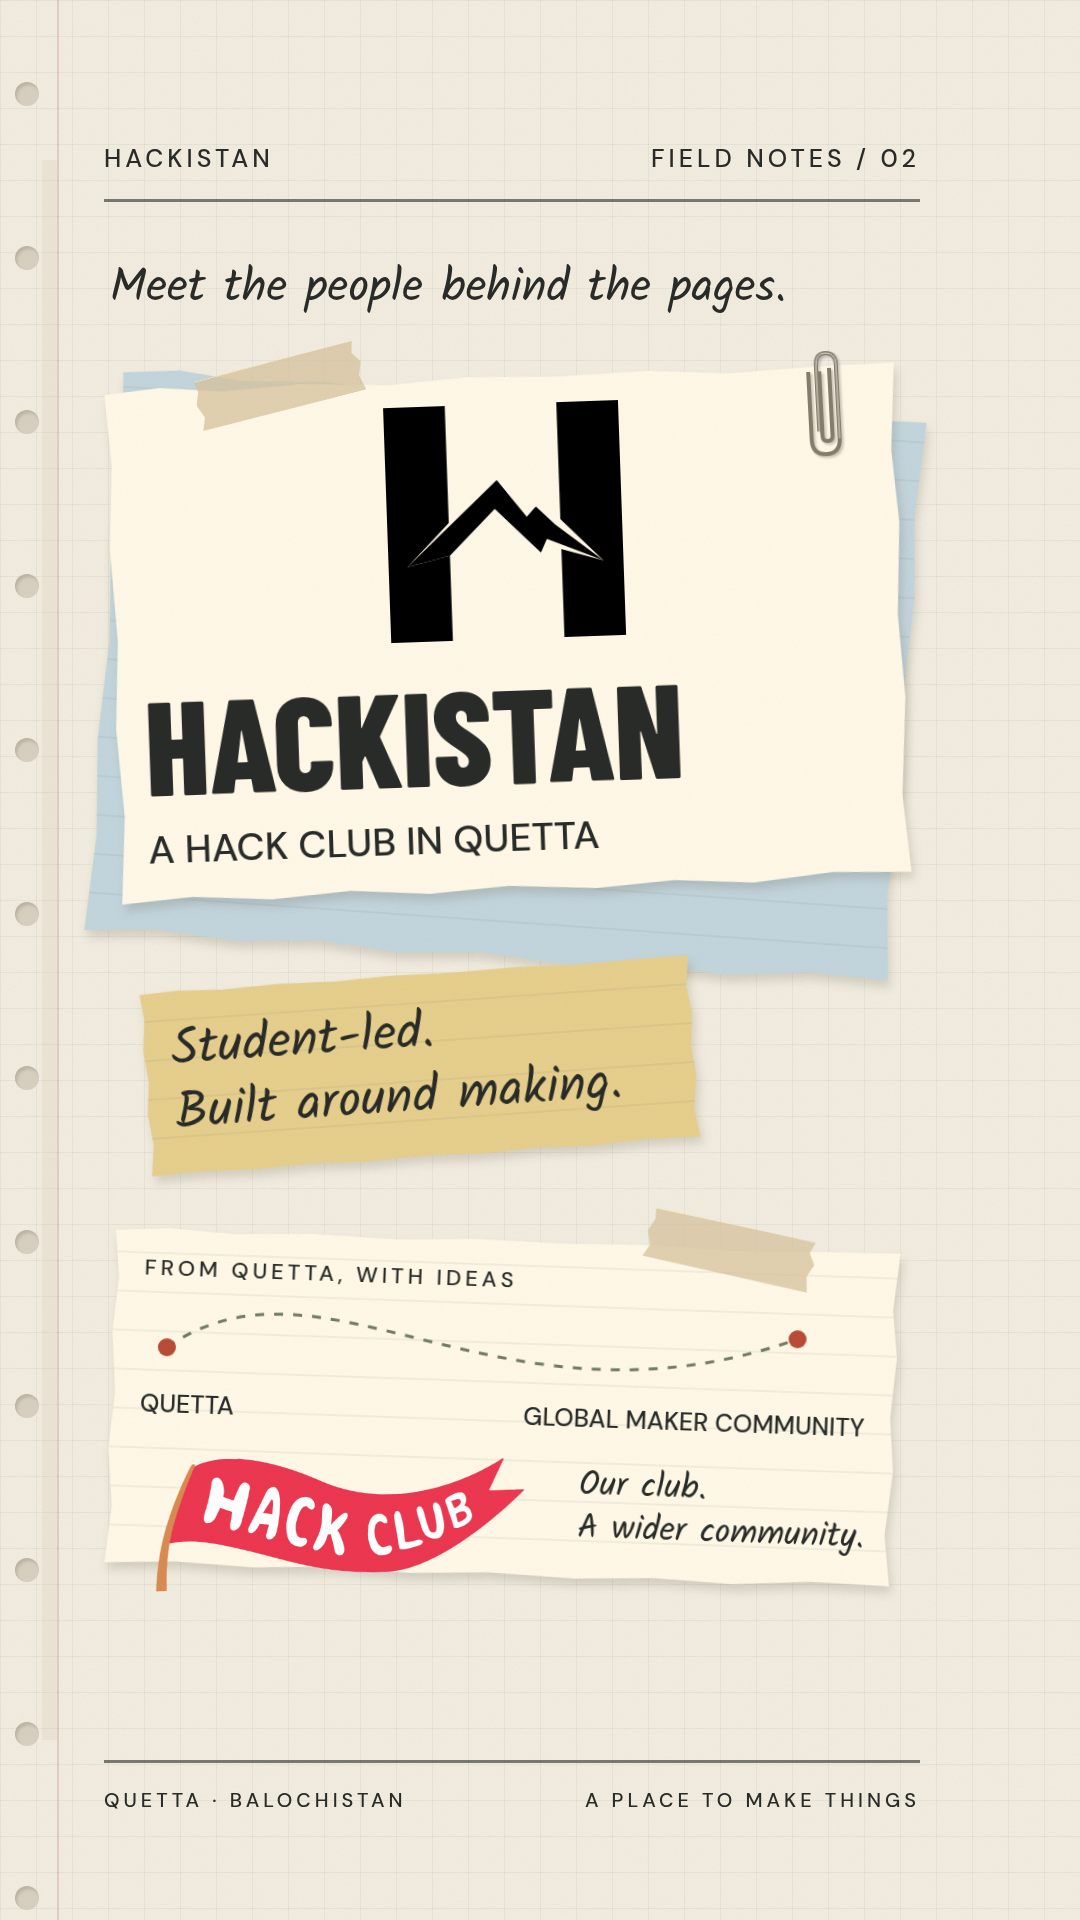 HACKISTAN
FIELD NOTES / 02
Meet the people behind the pages.
HACKISTAN
A HACK CLUB IN QUETTA
Student-led.
Built around making.
FROM QUETTA, WITH IDEAS
QUETTA
GLOBAL MAKER COMMUNITY
HACK CLUB
Our club.
A wider community.
QUETTA · BALOCHISTAN
A PLACE TO MAKE THINGS